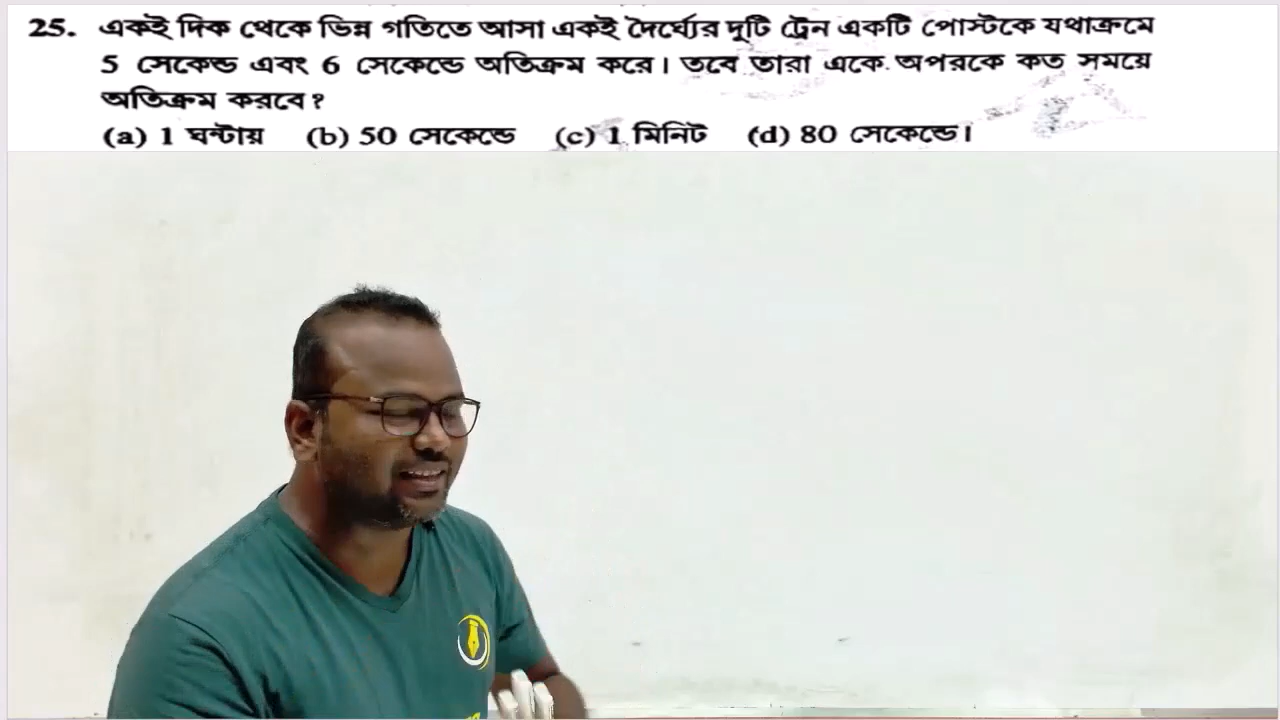 25. একই দিক থেকে ভিন্ন গতিতে আসা একই দৈর্ঘ্যের দুটি ট্রেন একটি পোস্টকে যথাক্রমে
5 সেকেন্ড এবং 6 সেকেন্ডে অতিক্রম করে। তবে তারা একে অপরকে কত সময়ে
অতিক্রম করবে?
(a) 1 ঘন্টায় (b) 50 সেকেন্ডে (c) 1 মিনিট (d) 80 সেকেন্ডে।